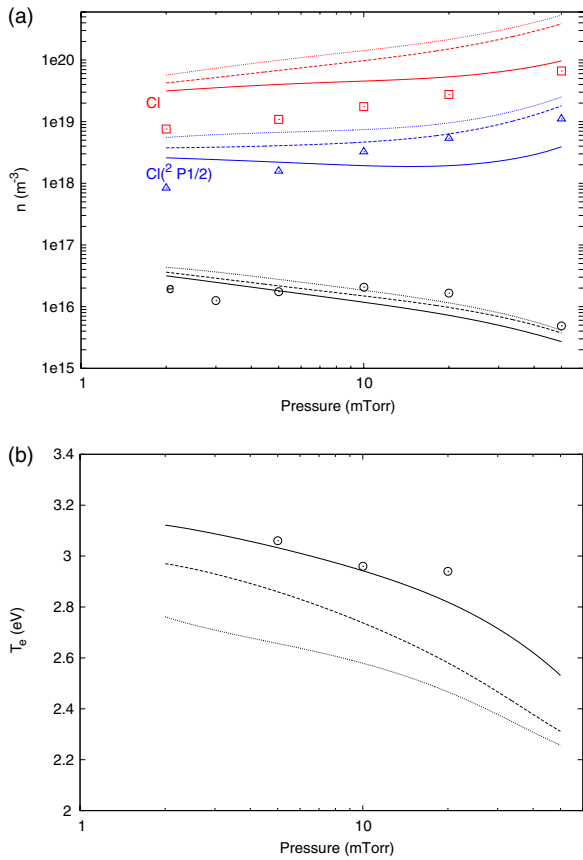 (a)
1e20
1e19
1e18
1e17
1e16
1e15
n (m⁻³)
Cl
Cl(² P1/2)
e
1
10
Pressure (mTorr)
(b)
3.4
3.2
3
2.8
2.6
2.4
2.2
2
T_e (eV)
1
10
Pressure (mTorr)